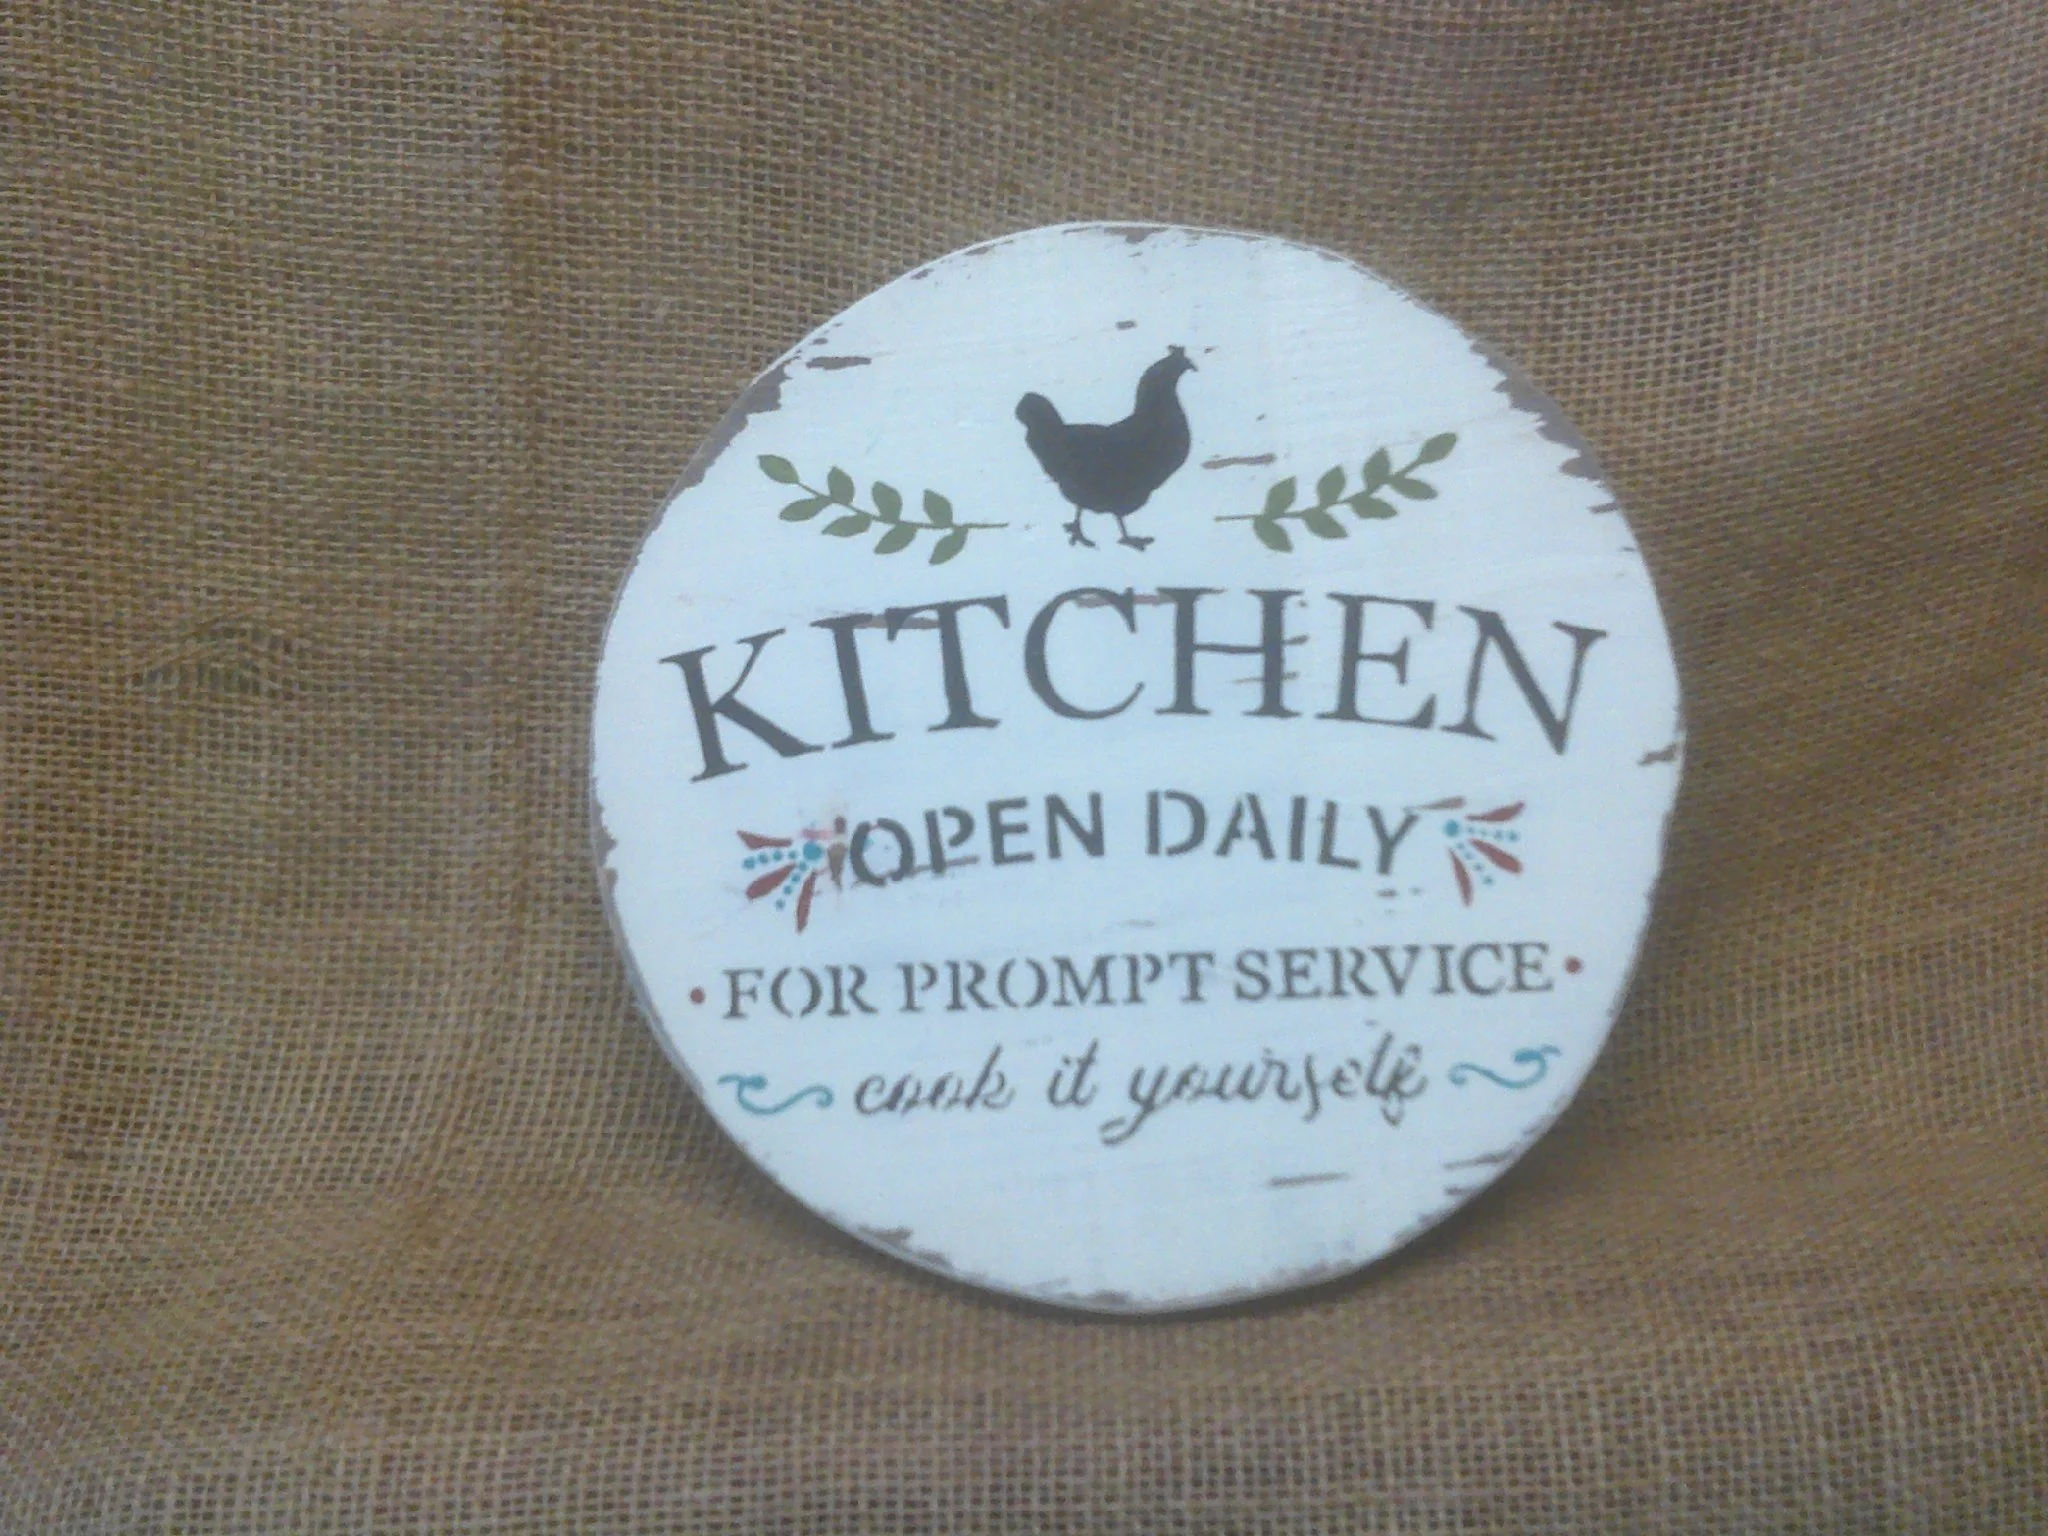 KITCHEN
OPEN DAILY
• FOR PROMPT SERVICE •
cook it yourself